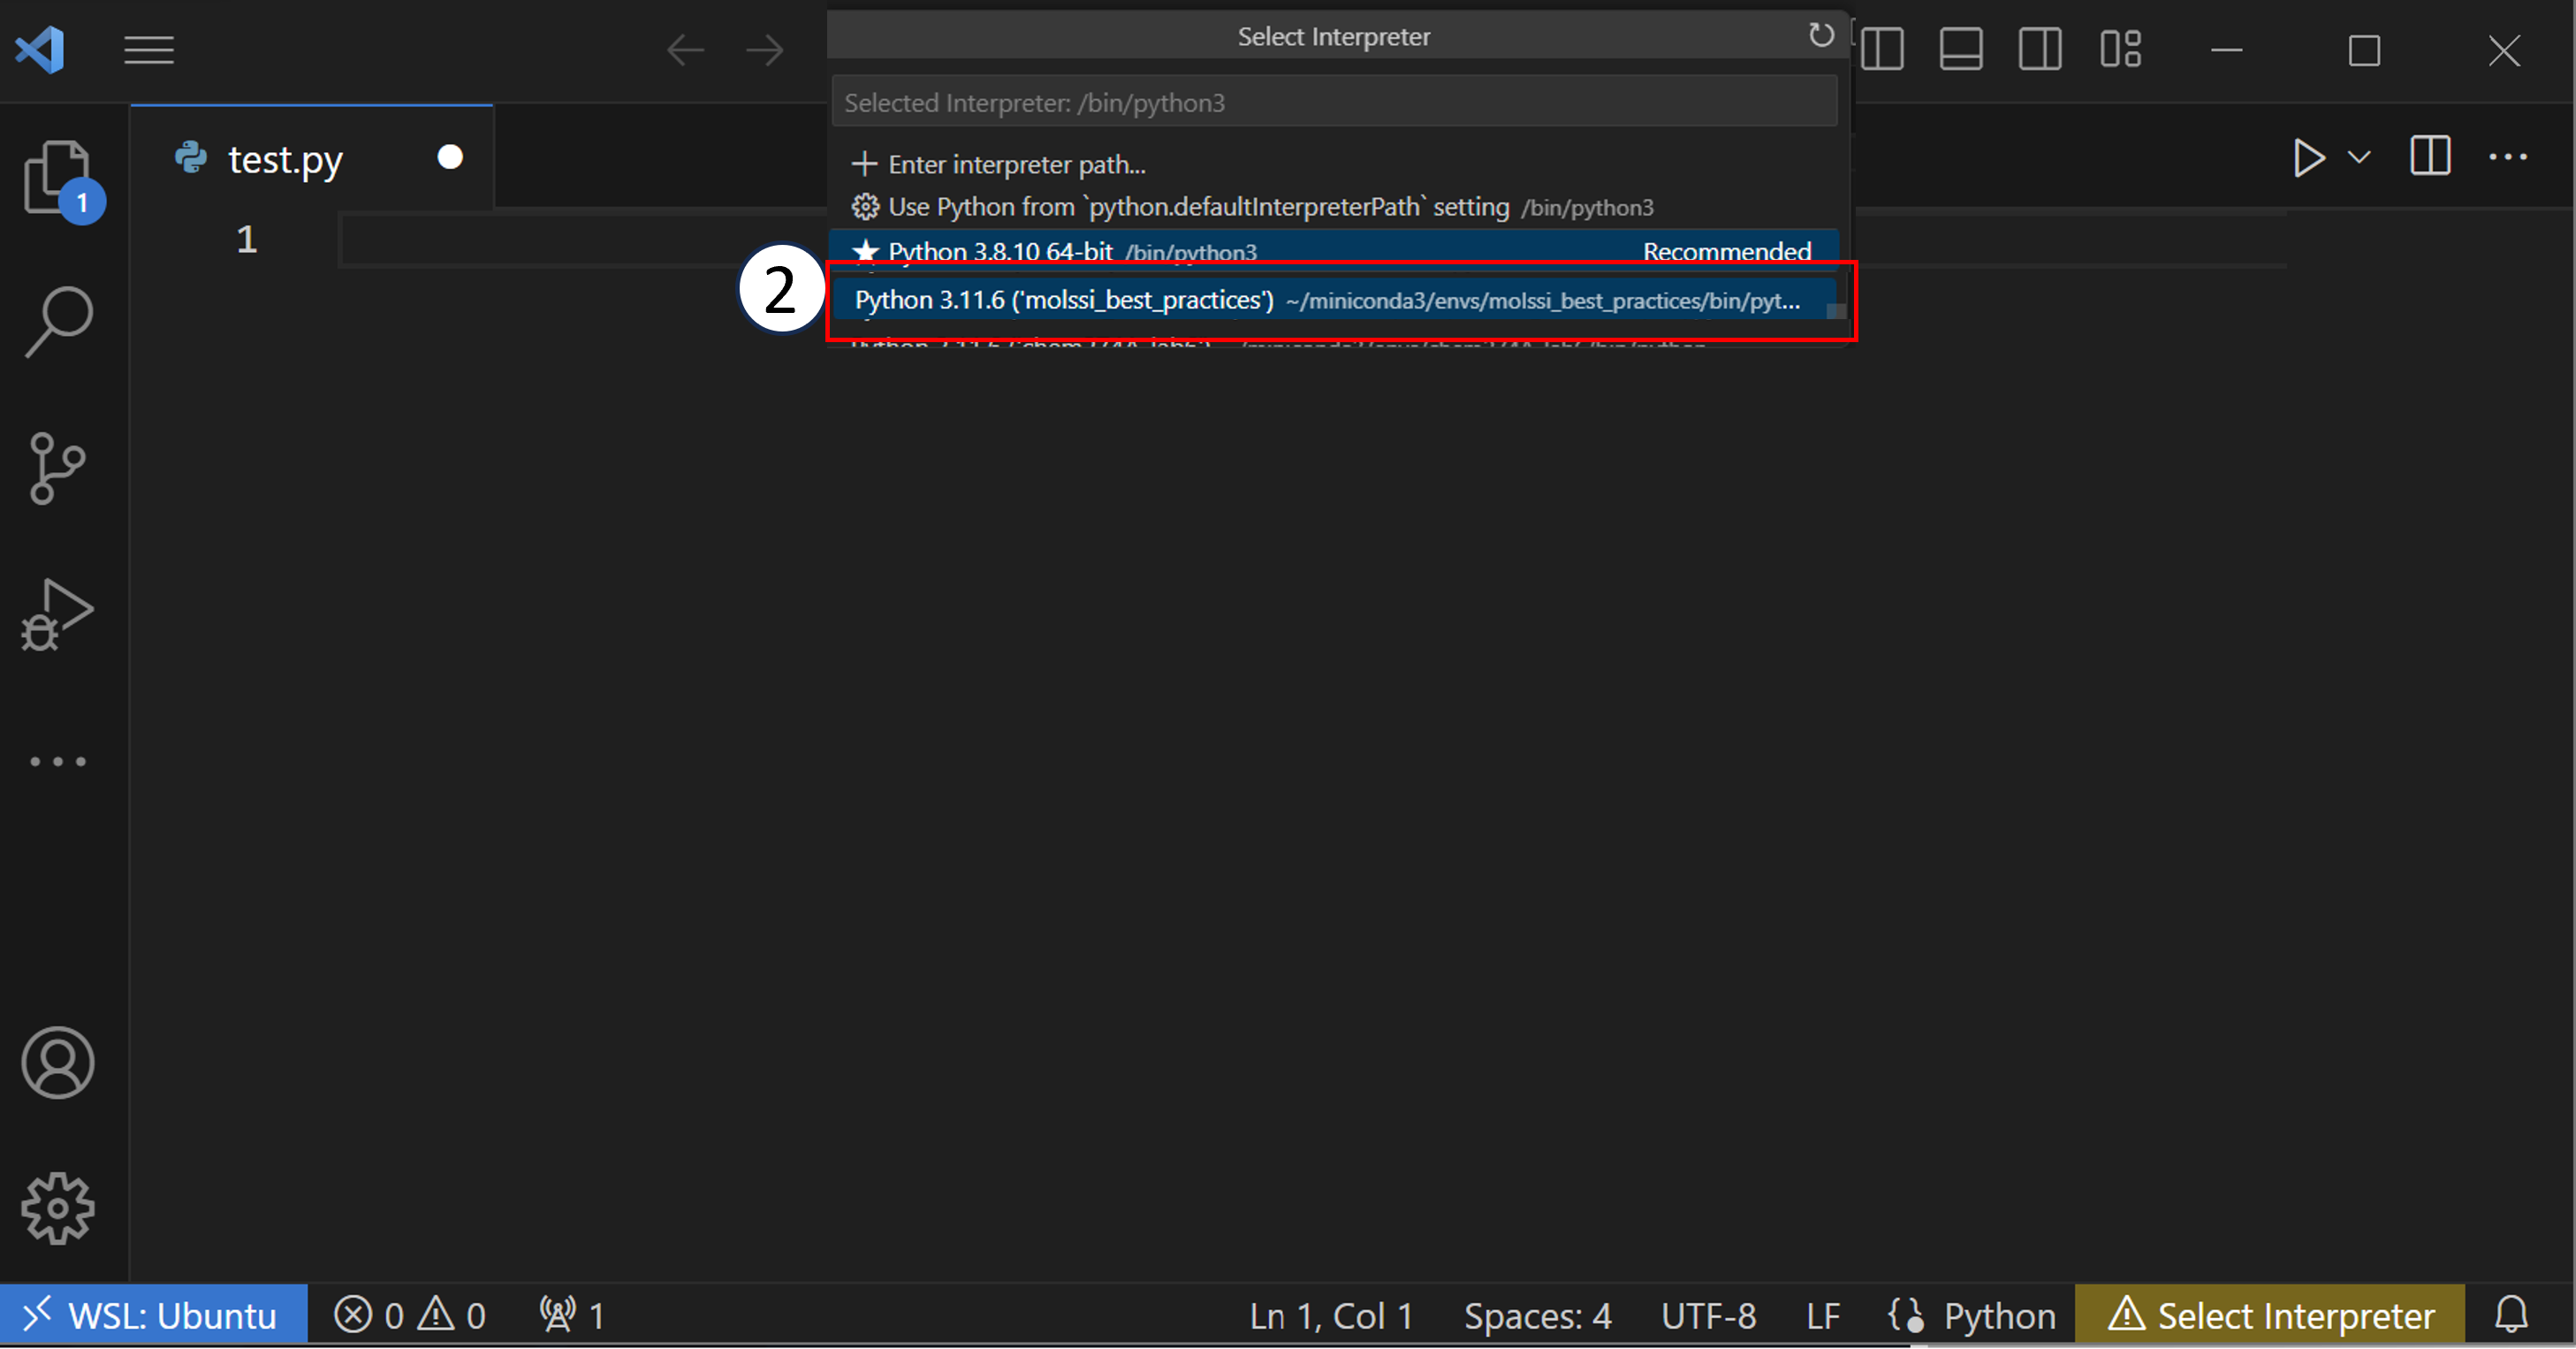 Select Interpreter
Selected Interpreter: /bin/python3
Enter interpreter path...
Use Python from `python.defaultInterpreterPath` setting /bin/python3
Python 3.8.10 64-bit /bin/python3 Recommended
2
Python 3.11.6 ('molssi_best_practices') ~/miniconda3/envs/molssi_best_practices/bin/pyt...
test.py
1
1
WSL: Ubuntu 0 0 1 Ln 1, Col 1 Spaces: 4 UTF-8 LF Python Select Interpreter